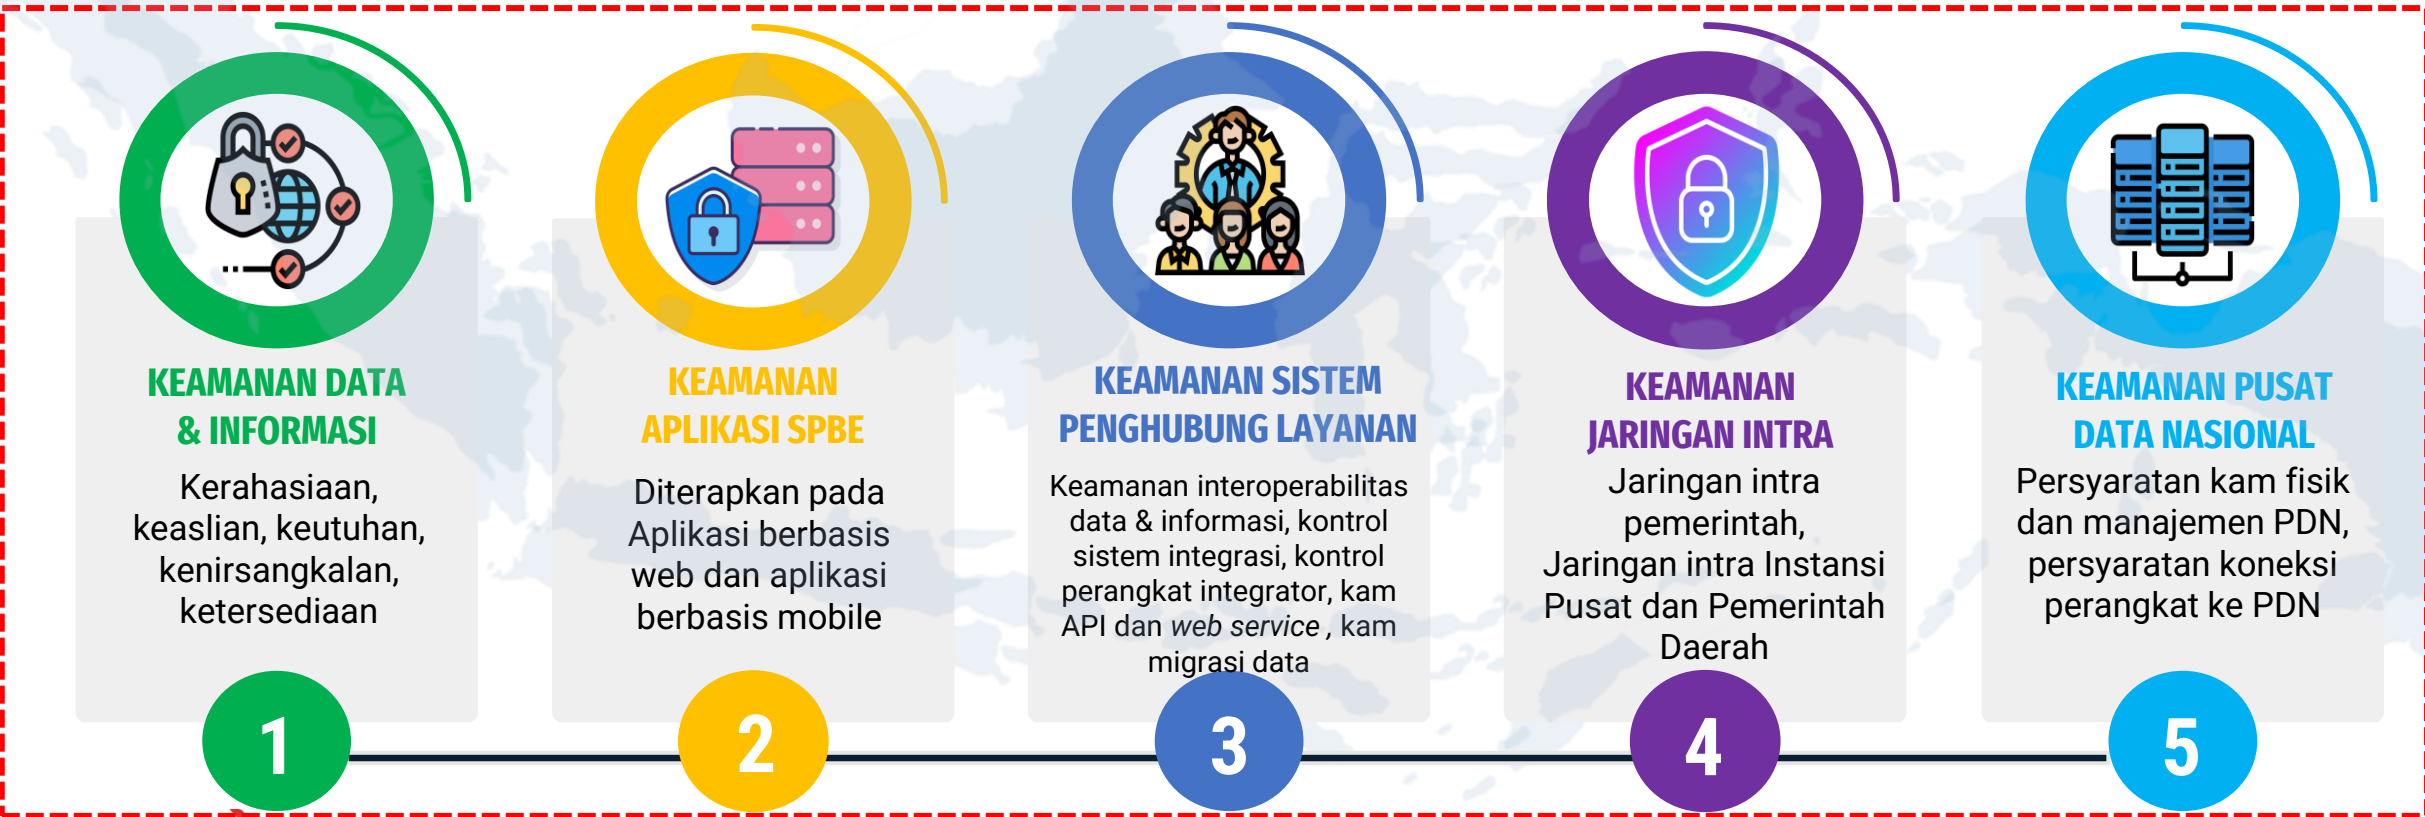 KEAMANAN DATA
& INFORMASI
Kerahasiaan,
keaslian, keutuhan,
kenirsangkalan,
ketersediaan
1
KEAMANAN
APLIKASI SPBE
Diterapkan pada
Aplikasi berbasis
web dan aplikasi
berbasis mobile
2
KEAMANAN SISTEM
PENGHUBUNG LAYANAN
Keamanan interoperabilitas
data & informasi, kontrol
sistem integrasi, kontrol
perangkat integrator, kam
API dan web service , kam
migrasi data
3
KEAMANAN
JARINGAN INTRA
Jaringan intra
pemerintah,
Jaringan intra Instansi
Pusat dan Pemerintah
Daerah
4
KEAMANAN PUSAT
DATA NASIONAL
Persyaratan kam fisik
dan manajemen PDN,
persyaratan koneksi
perangkat ke PDN
5